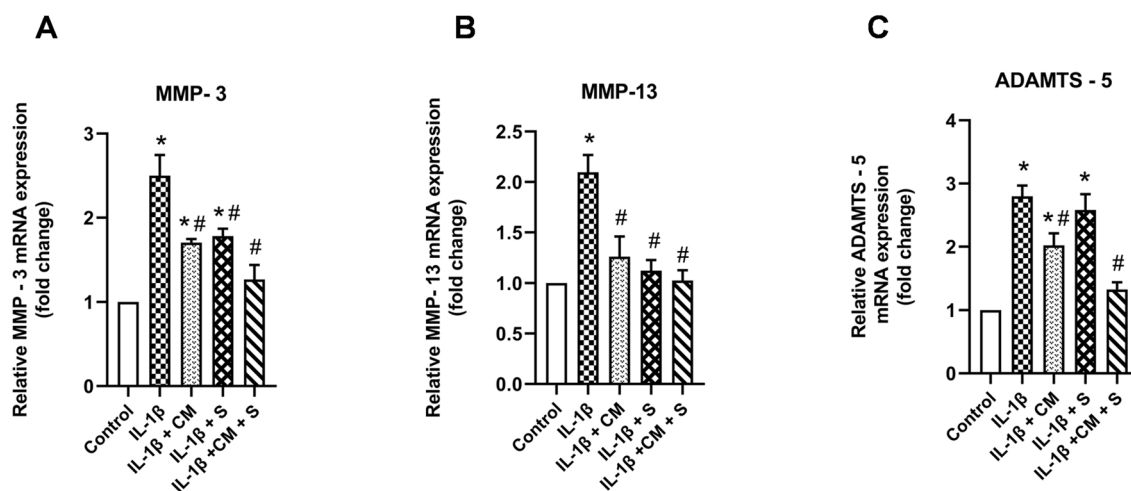 A
MMP- 3
Relative MMP - 3 mRNA expression
(fold change)
3
2
1
0
*
* #
* #
#
Control
IL-1β
IL-1β + CM
IL-1β + S
IL-1β +CM + S
B
MMP-13
Relative MMP- 13 mRNA expression
(fold change)
2.5
2.0
1.5
1.0
0.5
0.0
*
#
#
#
Control
IL-1β
IL-1β + CM
IL-1β + S
IL-1β +CM + S
C
ADAMTS - 5
Relative ADAMTS - 5
mRNA expression
(fold change)
4
3
2
1
0
*
* #
*
#
Control
IL-1β
IL-1β + CM
IL-1β + S
IL-1β +CM + S